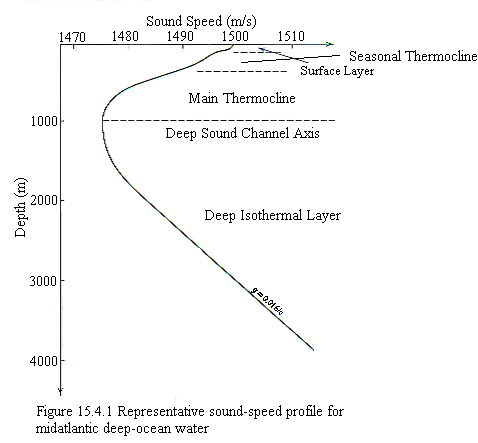 Sound Speed (m/s)
1470 1480 1490 1500 1510
Seasonal Thermocline
Surface Layer
Main Thermocline
1000
Deep Sound Channel Axis
Depth (m)
2000
Deep Isothermal Layer
3000
g=0.016/s
4000
Figure 15.4.1 Representative sound-speed profile for
midatlantic deep-ocean water